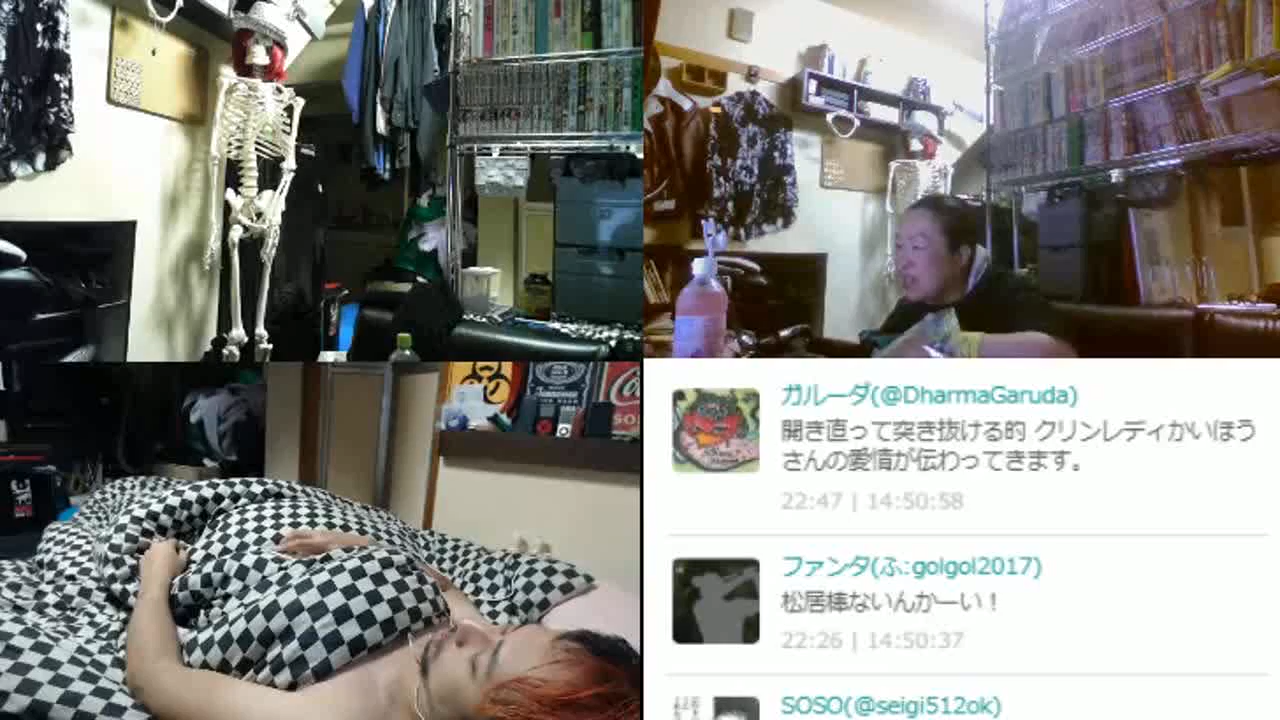 ガルーダ(@DharmaGaruda)
開き直って突き抜ける的 クリンレディかいほう
さんの愛情が伝わってきます。
22:47 | 14:50:58
ファンタ(ふ:golgol2017)
松居棒ないんかーい！
22:26 | 14:50:37
SOSO(@seigi512ok)